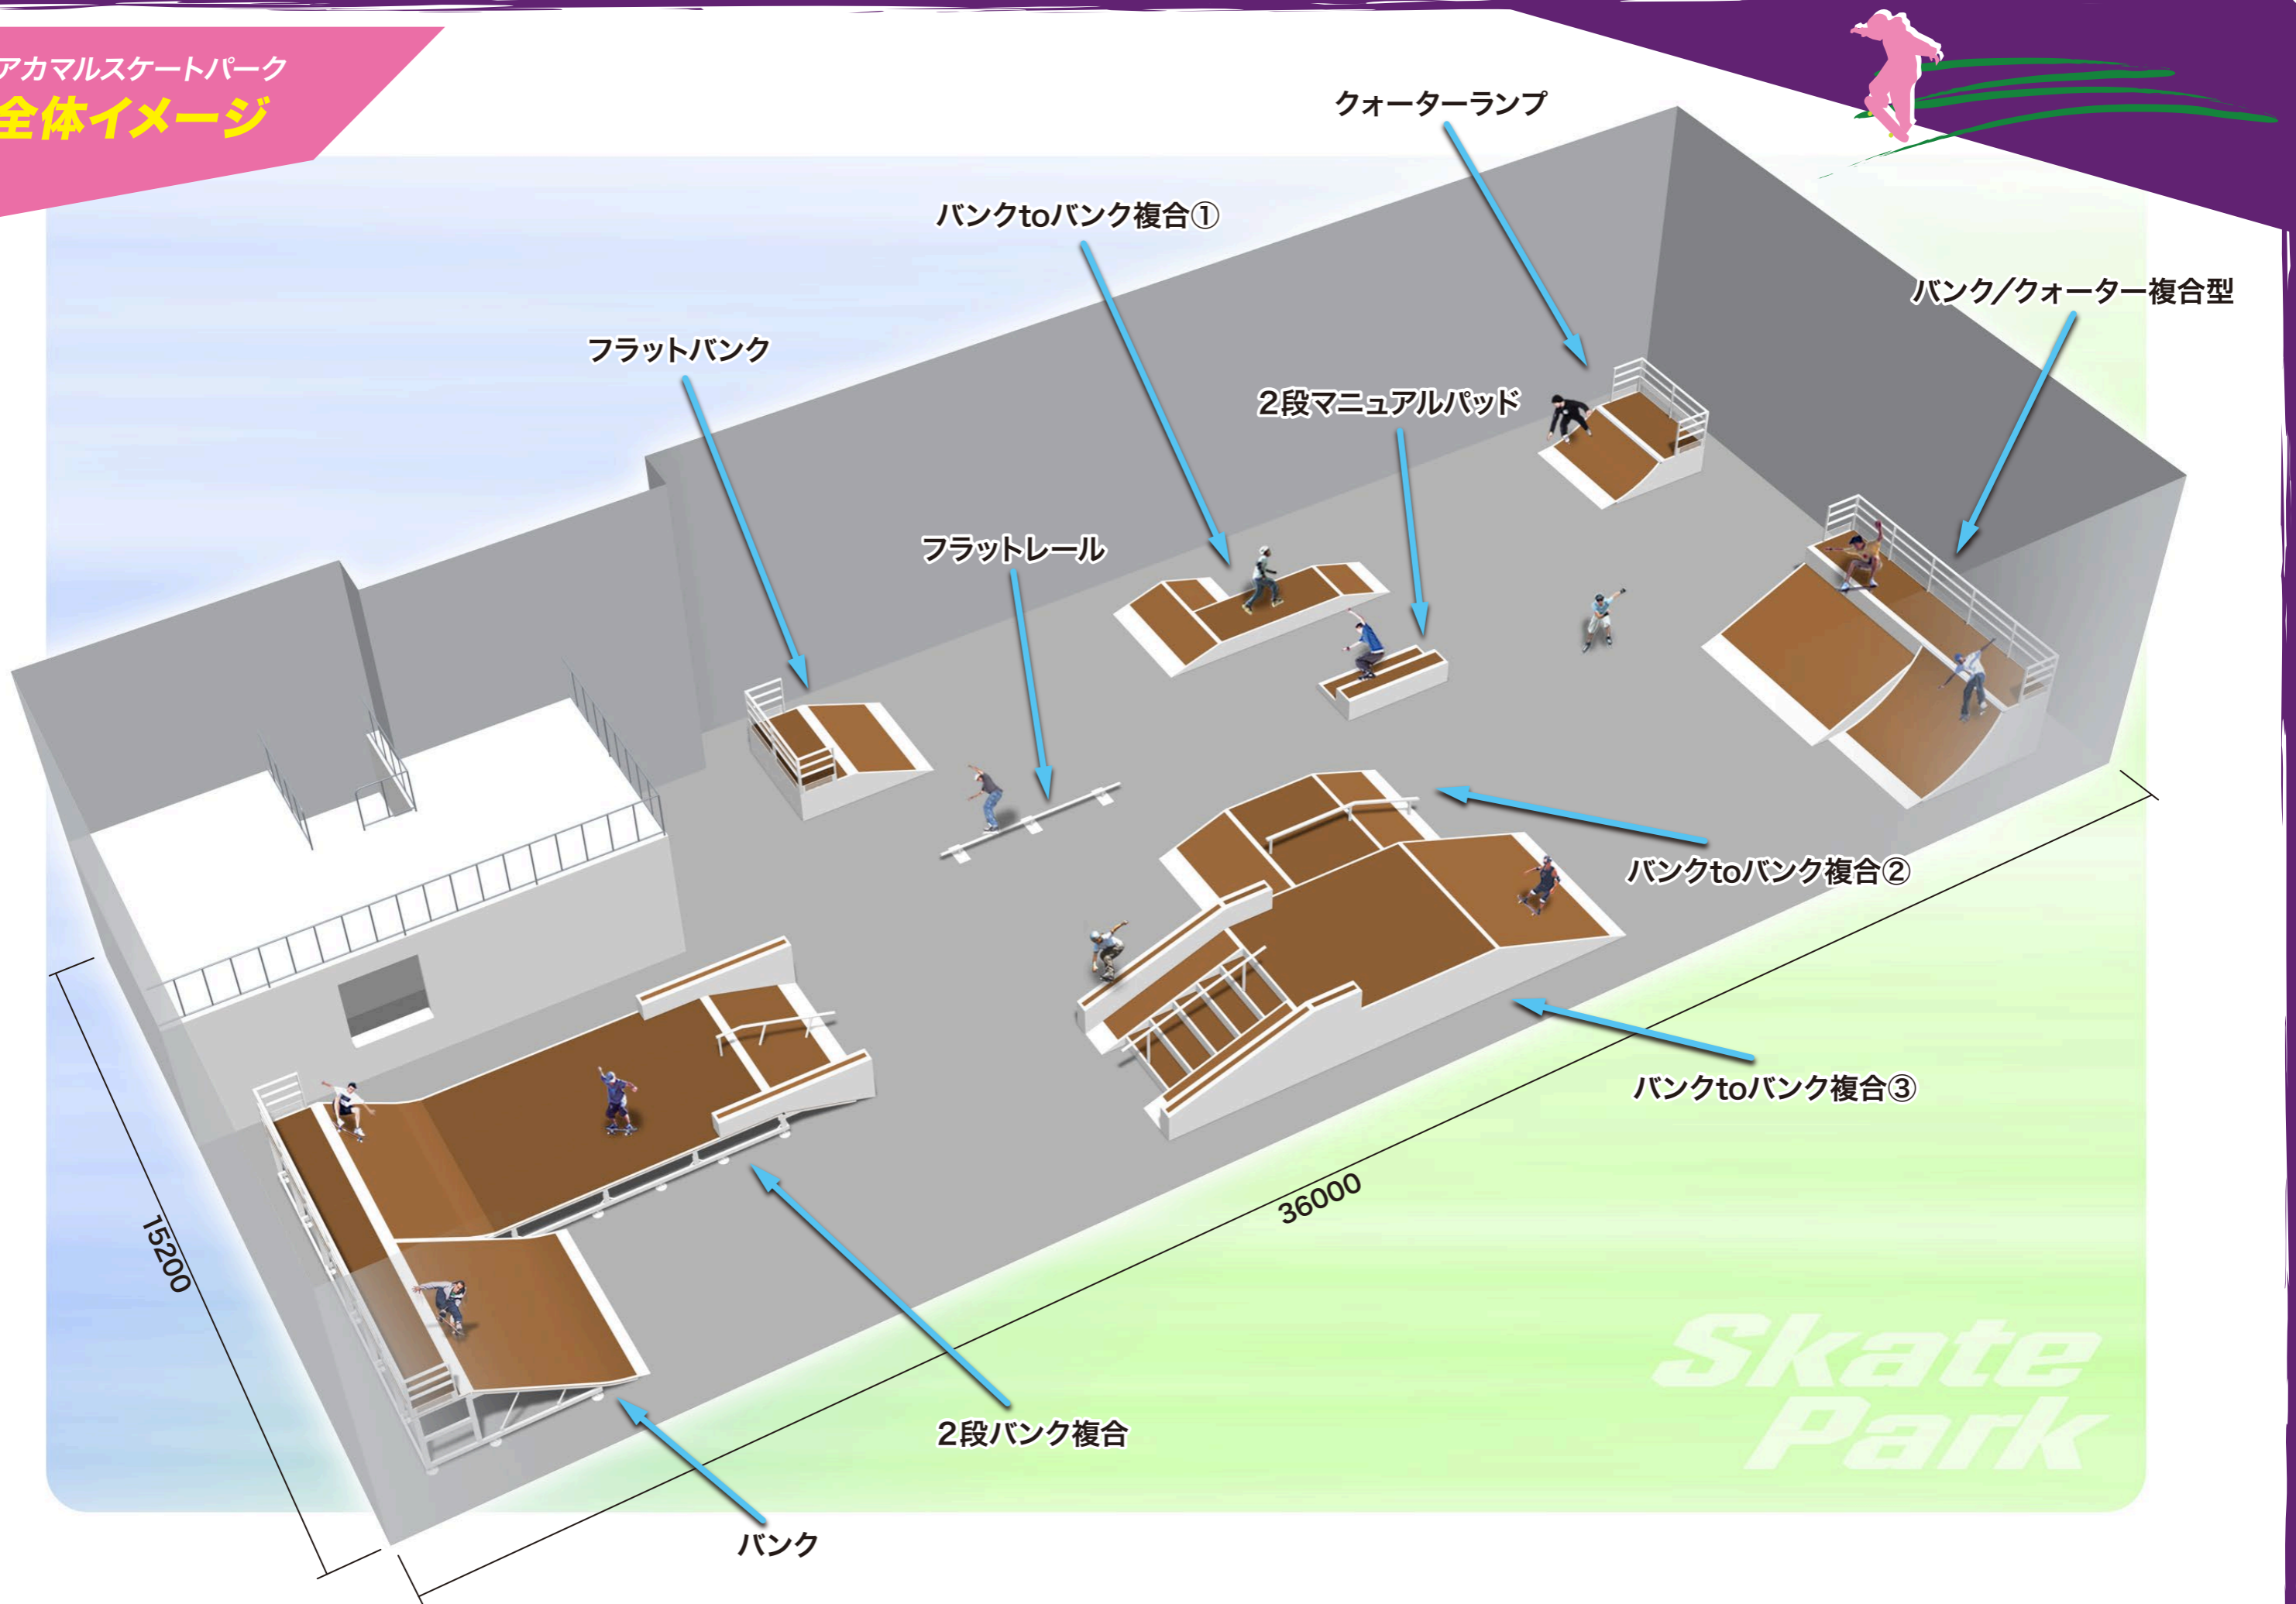 アカマルスケートパーク
全体イメージ
クォーターランプ
バンクtoバンク複合①
バンク/クォーター複合型
フラットバンク
2段マニュアルパッド
フラットレール
バンクtoバンク複合②
バンクtoバンク複合③
36000
15200
2段バンク複合
バンク
Skate
Park